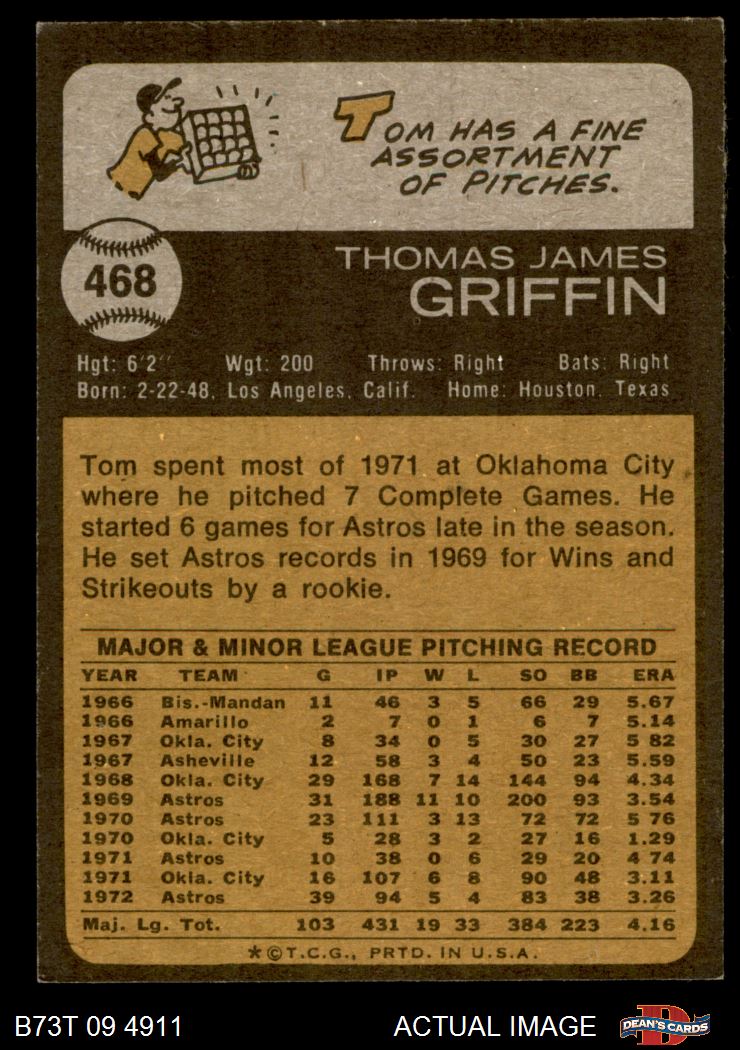 TOM HAS A FINE
ASSORTMENT
OF PITCHES.
468
THOMAS JAMES
GRIFFIN
Hgt: 6'2" Wgt: 200 Throws: Right Bats: Right
Born: 2-22-48, Los Angeles, Calif. Home: Houston, Texas
Tom spent most of 1971 at Oklahoma City
where he pitched 7 Complete Games. He
started 6 games for Astros late in the season.
He set Astros records in 1969 for Wins and
Strikeouts by a rookie.
MAJOR & MINOR LEAGUE PITCHING RECORD
YEAR TEAM G IP W L SO BB ERA
1966 Bis.-Mandan 11 46 3 5 66 29 5.67
1966 Amarillo 2 7 0 1 6 7 5.14
1967 Okla. City 8 34 0 5 30 27 5 82
1967 Asheville 12 58 3 4 50 23 5.59
1968 Okla. City 29 168 7 14 144 94 4.34
1969 Astros 31 188 11 10 200 93 3.54
1970 Astros 23 111 3 13 72 72 5 76
1970 Okla. City 5 28 3 2 27 16 1.29
1971 Astros 10 38 0 6 29 20 4 74
1971 Okla. City 16 107 6 8 90 48 3.11
1972 Astros 39 94 5 4 83 38 3.26
Maj. Lg. Tot. 103 431 19 33 384 223 4.16
*©T.C.G., PRTD. IN U.S.A.
B73T 09 4911 ACTUAL IMAGE D DEAN'S CARDS